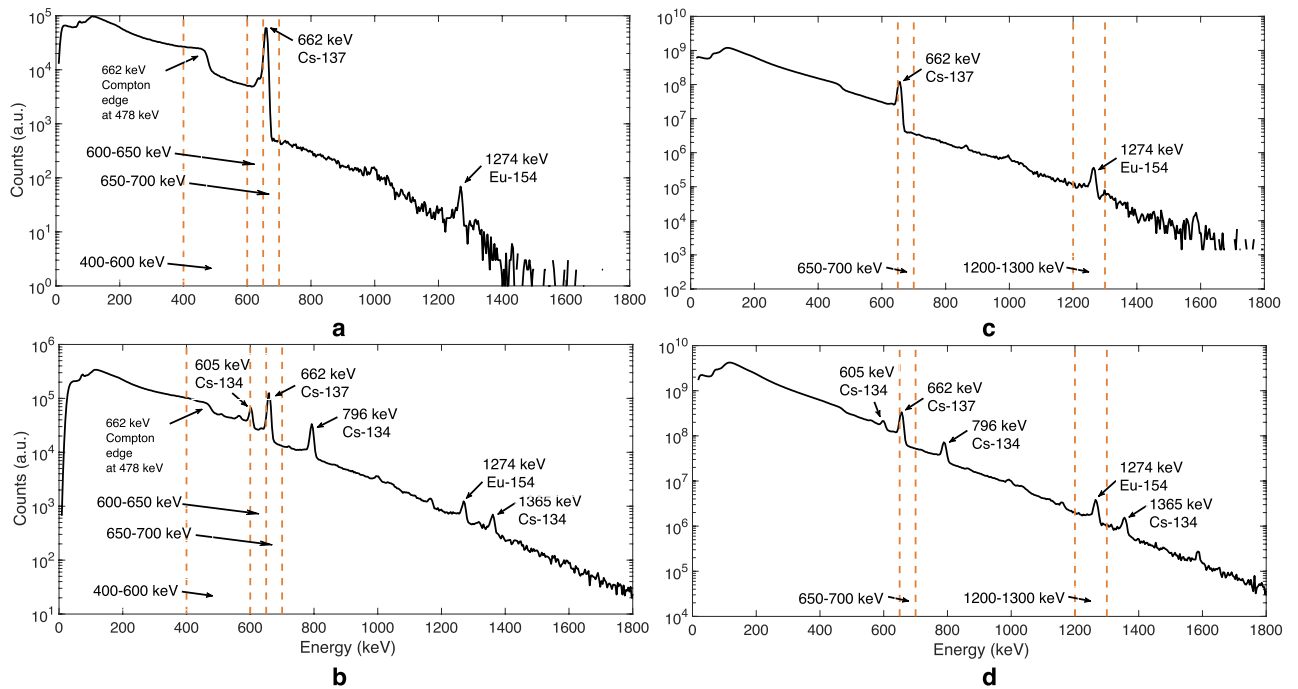 10^5
10^4
10^3
10^2
10^1
10^0
Counts (a.u.)
662 keV
Cs-137
662 keV
Compton
edge
at 478 keV
600-650 keV
650-700 keV
400-600 keV
1274 keV
Eu-154
0 200 400 600 800 1000 1200 1400 1600 1800
a
10^10
10^9
10^8
10^7
10^6
10^5
10^4
10^3
10^2
662 keV
Cs-137
1274 keV
Eu-154
650-700 keV
1200-1300 keV
0 200 400 600 800 1000 1200 1400 1600 1800
c
10^6
10^5
10^4
10^3
10^2
10^1
Counts (a.u.)
605 keV
Cs-134
662 keV
Cs-137
796 keV
Cs-134
662 keV
Compton
edge
at 478 keV
1274 keV
Eu-154
1365 keV
Cs-134
600-650 keV
650-700 keV
400-600 keV
0 200 400 600 800 1000 1200 1400 1600 1800
Energy (keV)
b
10^10
10^9
10^8
10^7
10^6
10^5
10^4
605 keV
Cs-134
662 keV
Cs-137
796 keV
Cs-134
1274 keV
Eu-154
1365 keV
Cs-134
650-700 keV
1200-1300 keV
0 200 400 600 800 1000 1200 1400 1600 1800
Energy (keV)
d